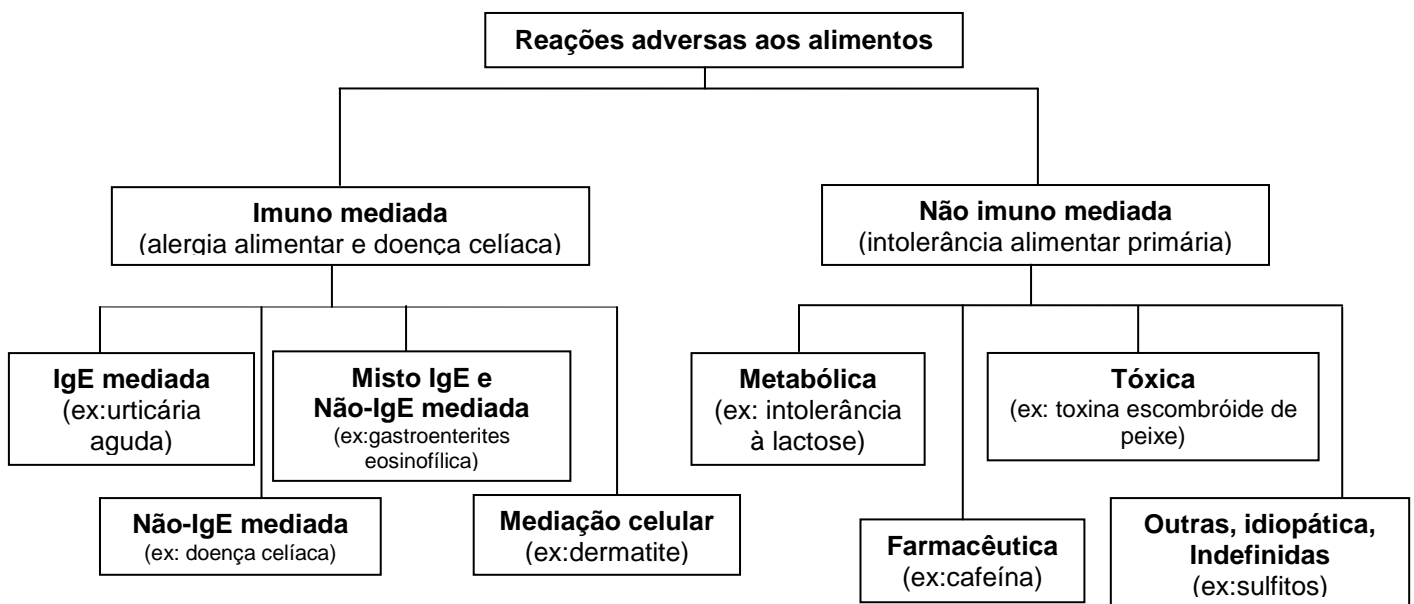 Reações adversas aos alimentos
Imuno mediada
(alergia alimentar e doença celíaca)
Não imuno mediada
(intolerância alimentar primária)
IgE mediada
(ex:urticária
aguda)
Misto IgE e
Não-IgE mediada
(ex:gastroenterites
eosinofílica)
Metabólica
(ex: intolerância
à lactose)
Tóxica
(ex: toxina escombróide de
peixe)
Não-IgE mediada
(ex: doença celíaca)
Mediação celular
(ex:dermatite)
Farmacêutica
(ex:cafeína)
Outras, idiopática,
Indefinidas
(ex:sulfitos)